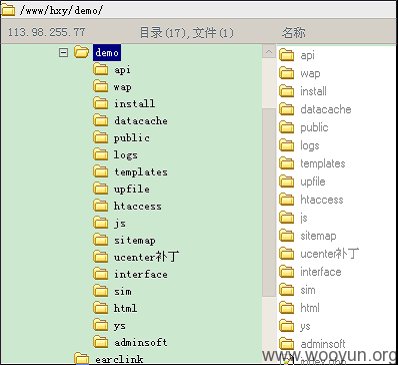 /www/hxy/demo/
113.98.255.77 目录(17),文件(1) 名称
demo
api
wap
install
datacache
public
logs
templates
upfile
htaccess
js
sitemap
ucenter补丁
interface
sim
html
ys
adminsoft
earclink
api
wap
install
datacache
public
logs
templates
upfile
htaccess
js
sitemap
ucenter补丁
interface
sim
html
ys
adminsoft
index.php
www.wooyun.org